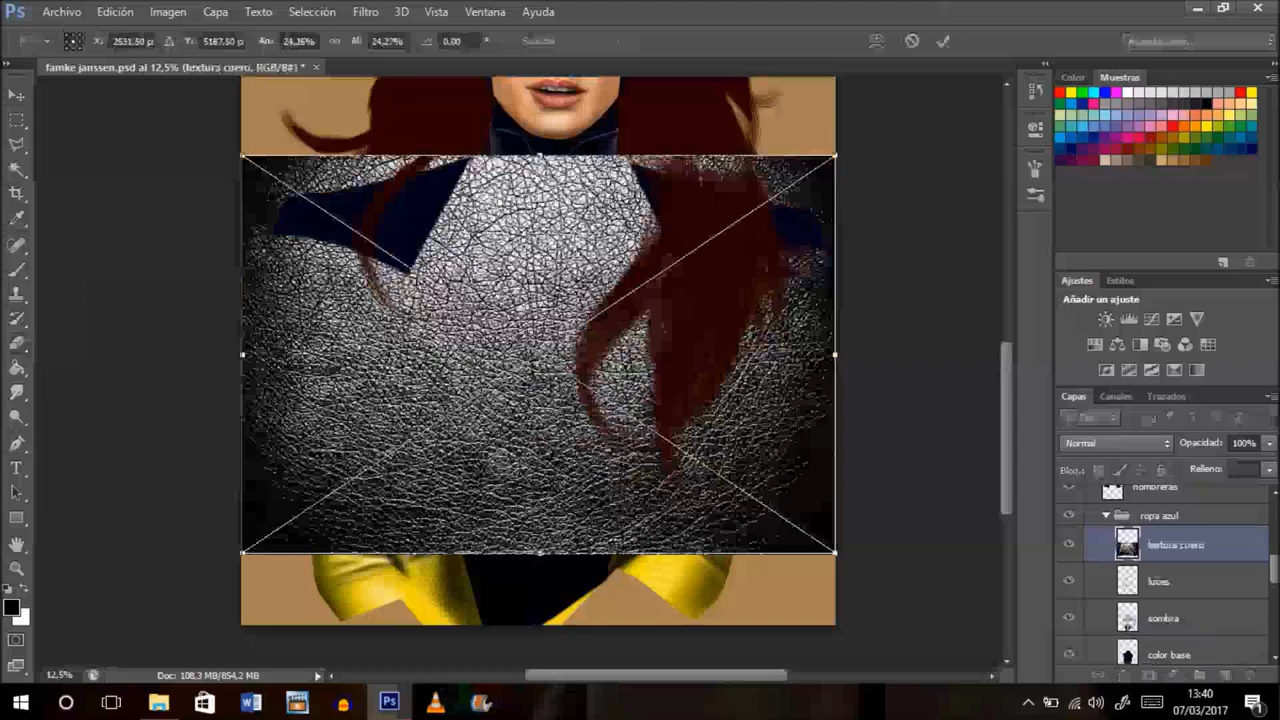 Ps Archivo Edición Imagen Capa Texto Selección Filtro 3D Vista Ventana Ayuda
X: 2531,50 p Y: 5187,50 p An: 24,16% Al: 24,27% 0,00 °
famke janssen.psd al 12,5% (textura cuero, RGB/8#) * ×
Color Muestras
Ajustes Estilos
Añadir un ajuste
Capas Canales Trazados
Normal Opacidad: 100%
Bloq.: Relleno:
hombreras
ropa azul
textura cuero
luces
sombra
color base
12,5% Doc: 108,3 MB/854,2 MB
13:40
07/03/2017